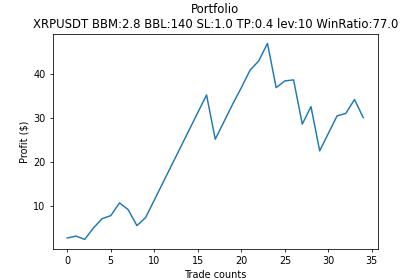 Portfolio
XRPUSDT BBM:2.8 BBL:140 SL:1.0 TP:0.4 lev:10 WinRatio:77.0
40
30
20
10
Profit ($)
0 5 10 15 20 25 30 35
Trade counts